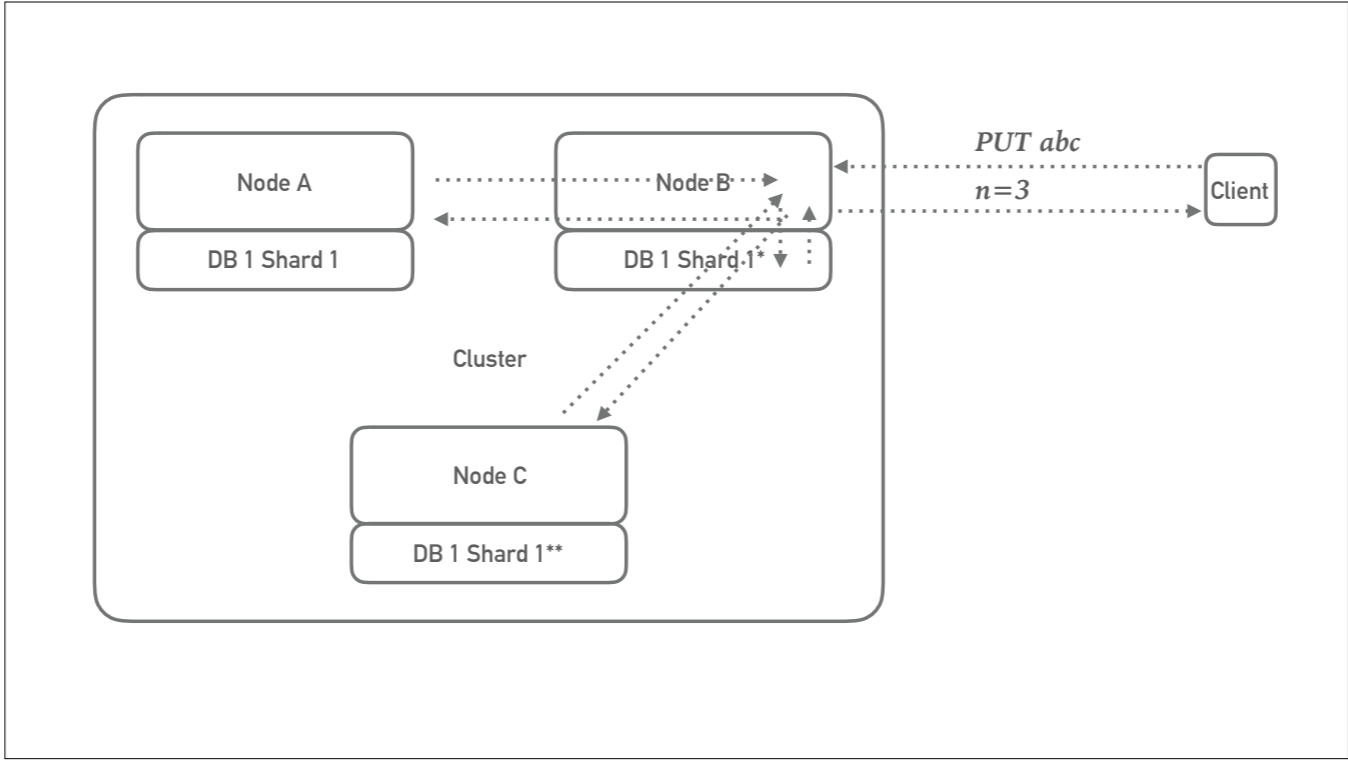 PUT abc
Node A
Node B
n=3
Client
DB 1 Shard 1
DB 1 Shard 1*
Cluster
Node C
DB 1 Shard 1**